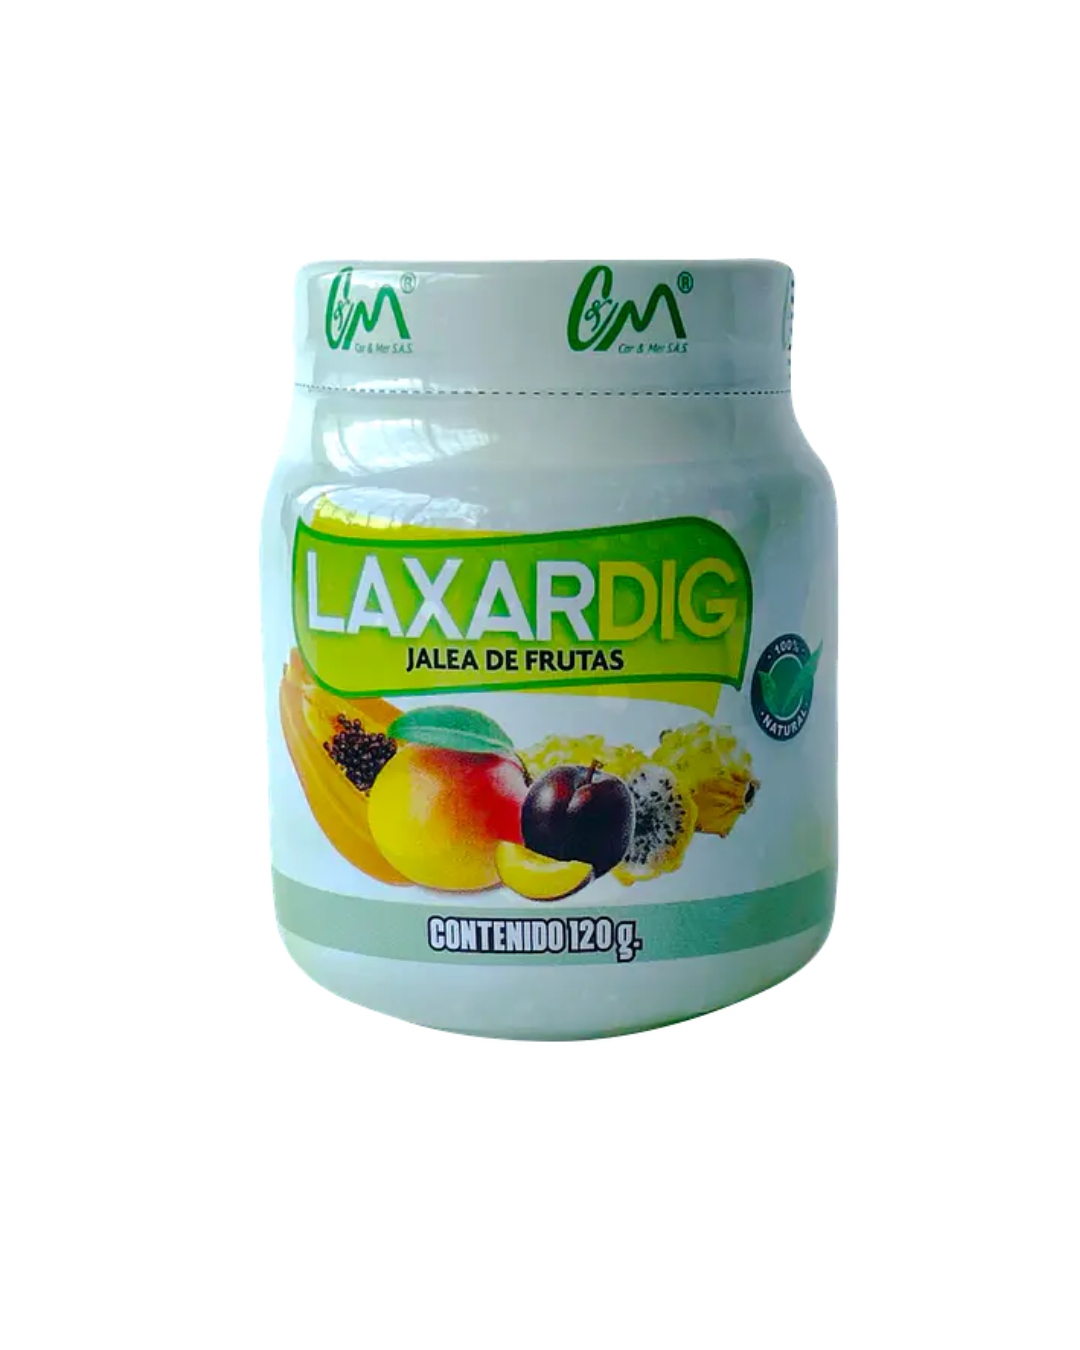 C&M®
Car & Mer S.A.S.
C&M®
Car & Mer S.A.S.
LAXARDIG
JALEA DE FRUTAS
100%
NATURAL
CONTENIDO 120 g.